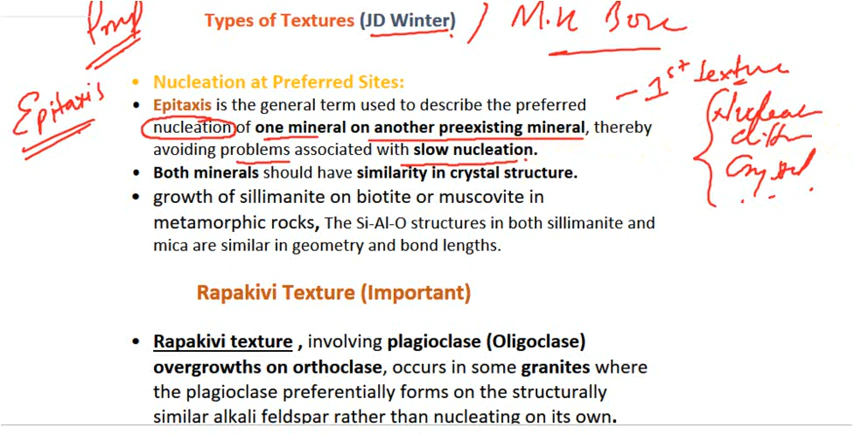 Types of Textures (JD Winter) / M.K Bose
Epitaxis
- 1st texture
• Nucleation at Preferred Sites:
• Epitaxis is the general term used to describe the preferred
nucleation of one mineral on another preexisting mineral, thereby
avoiding problems associated with slow nucleation.
• Both minerals should have similarity in crystal structure.
• growth of sillimanite on biotite or muscovite in
metamorphic rocks, The Si-Al-O structures in both sillimanite and
mica are similar in geometry and bond lengths.
Rapakivi Texture (Important)
• Rapakivi texture , involving plagioclase (Oligoclase)
overgrowths on orthoclase, occurs in some granites where
the plagioclase preferentially forms on the structurally
similar alkali feldspar rather than nucleating on its own.